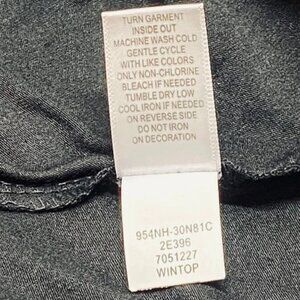 TURN GARMENT
INSIDE OUT
MACHINE WASH COLD
GENTLE CYCLE
WITH LIKE COLORS
ONLY NON-CHLORINE
BLEACH IF NEEDED
TUMBLE DRY LOW
COOL IRON IF NEEDED
ON REVERSE SIDE
DO NOT IRON
ON DECORATION
954NH-30N81C
2E396
7051227
WINTOP